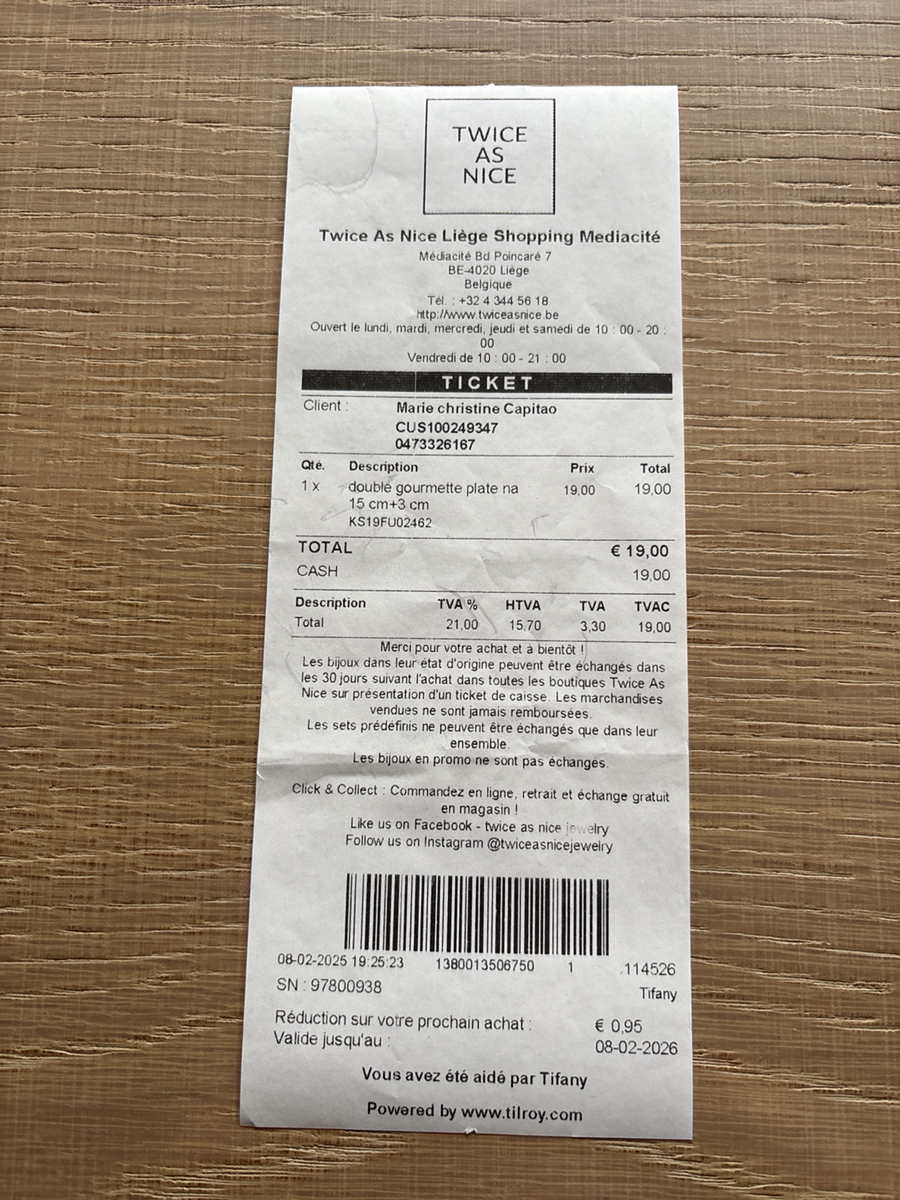 TWICE
AS
NICE
Twice As Nice Liège Shopping Mediacité
Médiacité Bd Poincaré 7
BE-4020 Liège
Belgique
Tél. : +32 4 344 56 18
http://www.twiceasnice.be
Ouvert le lundi, mardi, mercredi, jeudi et samedi de 10 : 00 - 20 :
00
Vendredi de 10 : 00 - 21 : 00
TICKET
Client : Marie christine Capitao
CUS100249347
0473326167
Qté. Description Prix Total
1 x double gourmette plate na 19,00 19,00
15 cm+3 cm
KS19FU02462
TOTAL € 19,00
CASH 19,00
Description TVA % HTVA TVA TVAC
Total 21,00 15,70 3,30 19,00
Merci pour votre achat et à bientôt !
Les bijoux dans leur état d'origine peuvent être échangés dans
les 30 jours suivant l'achat dans toutes les boutiques Twice As
Nice sur présentation d'un ticket de caisse. Les marchandises
vendues ne sont jamais remboursées.
Les sets prédéfinis ne peuvent être échangés que dans leur
ensemble.
Les bijoux en promo ne sont pas échangés.
Click & Collect : Commandez en ligne, retrait et échange gratuit
en magasin !
Like us on Facebook - twice as nice jewelry
Follow us on Instagram @twiceasnicejewelry
08-02-2025 19:25:23 1380013506750 1 114526
SN : 97800938 Tifany
Réduction sur votre prochain achat : € 0,95
Valide jusqu'au : 08-02-2026
Vous avez été aidé par Tifany
Powered by www.tilroy.com